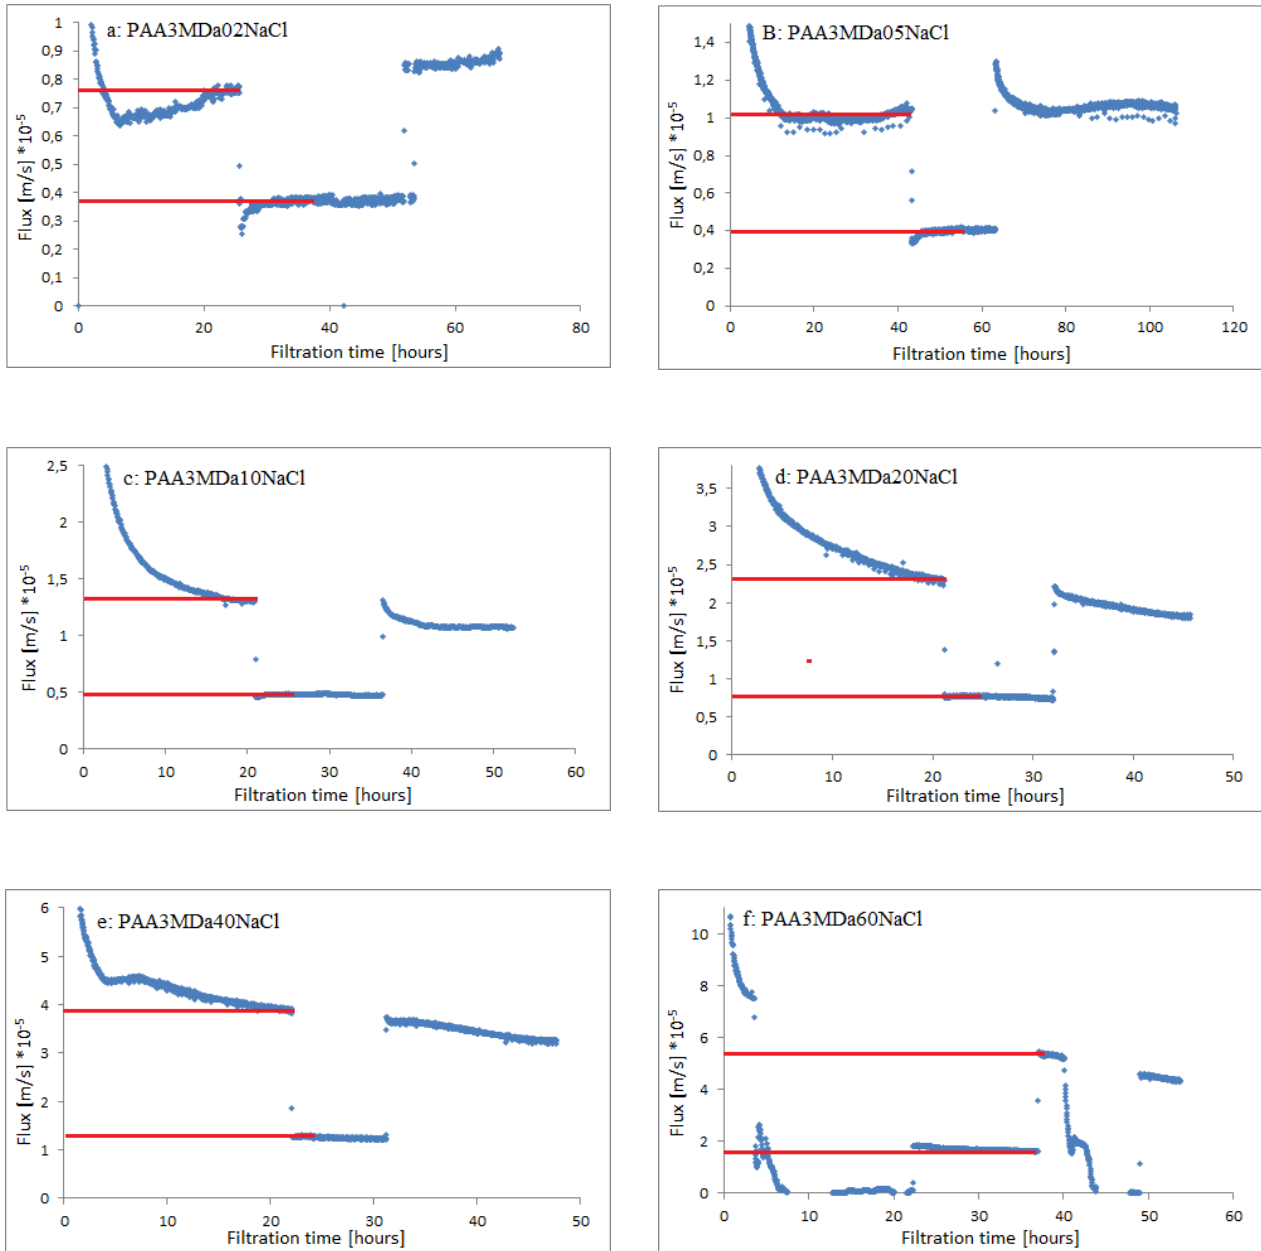 a: PAA3MDa02NaCl
Flux [m/s] *10-5
1
0,9
0,8
0,7
0,6
0,5
0,4
0,3
0,2
0,1
0
0 20 40 60 80
Filtration time [hours]
B: PAA3MDa05NaCl
Flux [m/s] *10-5
1,4
1,2
1
0,8
0,6
0,4
0,2
0
0 20 40 60 80 100 120
Filtration time [hours]
c: PAA3MDa10NaCl
Flux [m/s] *10-5
2,5
2
1,5
1
0,5
0
0 10 20 30 40 50 60
Filtration time [hours]
d: PAA3MDa20NaCl
Flux [m/s] *10-5
3,5
3
2,5
2
1,5
1
0,5
0
0 10 20 30 40 50
Filtration time [hours]
e: PAA3MDa40NaCl
Flux [m/s] *10-5
6
5
4
3
2
1
0
0 10 20 30 40 50
Filtration time [hours]
f: PAA3MDa60NaCl
Flux [m/s] *10-5
10
8
6
4
2
0
0 10 20 30 40 50 60
Filtration time [hours]